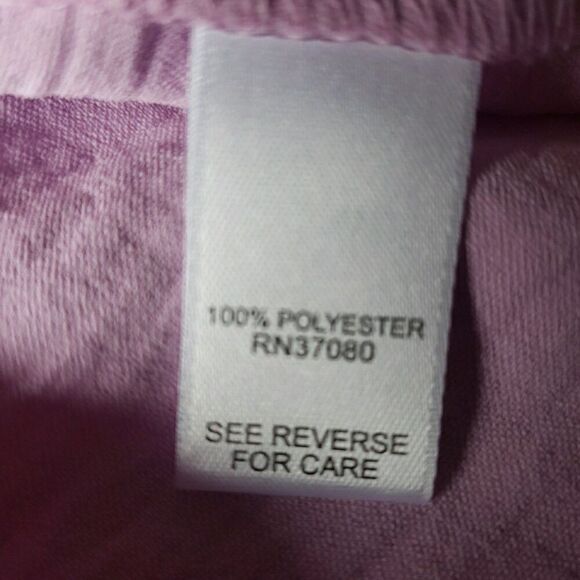 100% POLYESTER
RN37080
SEE REVERSE
FOR CARE